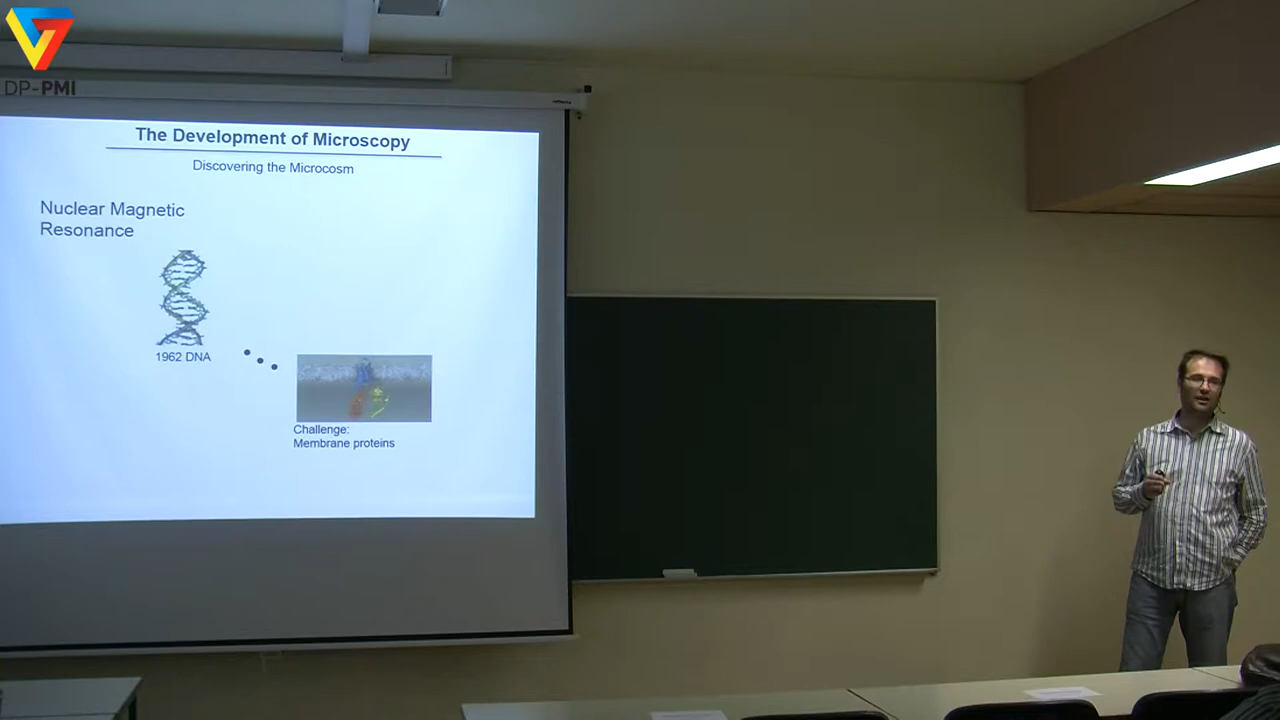 DP-PMI
The Development of Microscopy
Discovering the Microcosm
Nuclear Magnetic
Resonance
1962 DNA
Challenge:
Membrane proteins